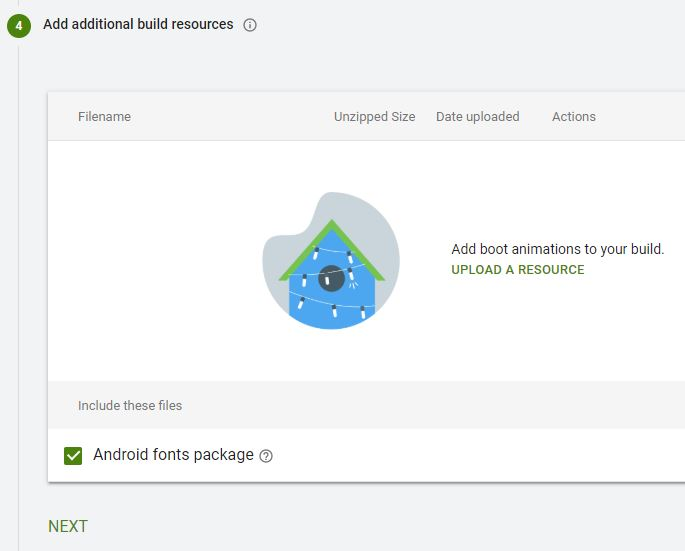 4 Add additional build resources
Filename Unzipped Size Date uploaded Actions
Add boot animations to your build.
UPLOAD A RESOURCE
Include these files
Android fonts package
NEXT